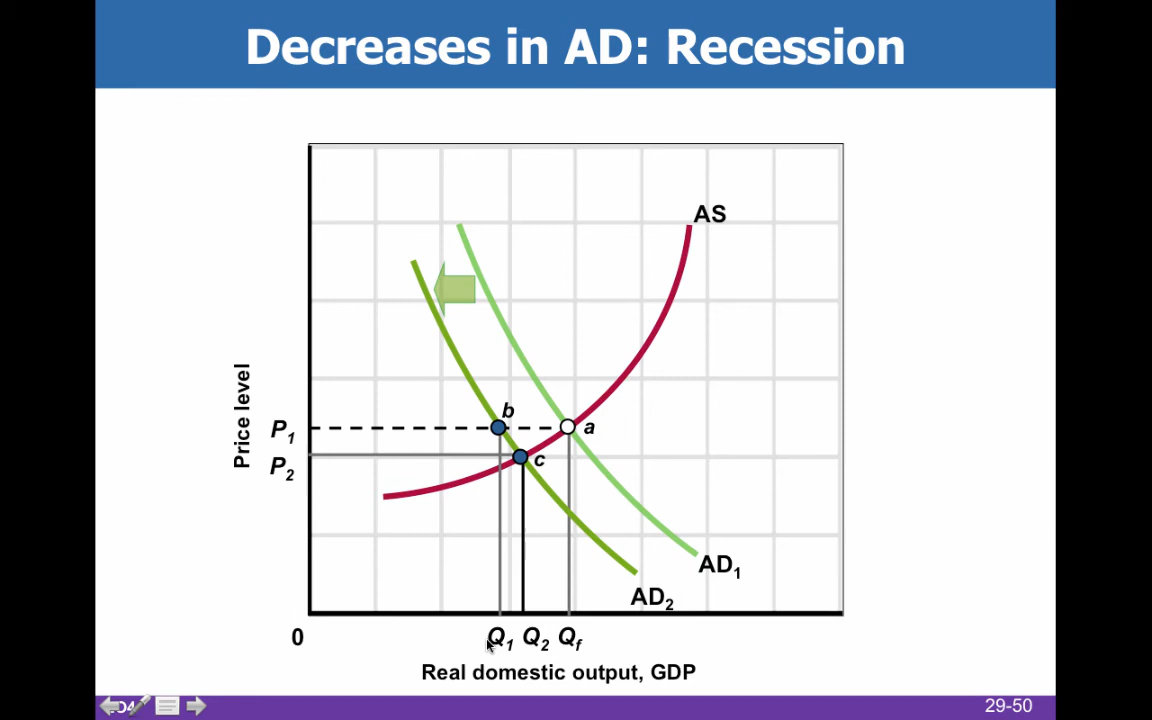 Decreases in AD: Recession
AS
Price level
b
P1
a
P2
c
AD1
AD2
0
Q1 Q2 Qf
Real domestic output, GDP
29-50